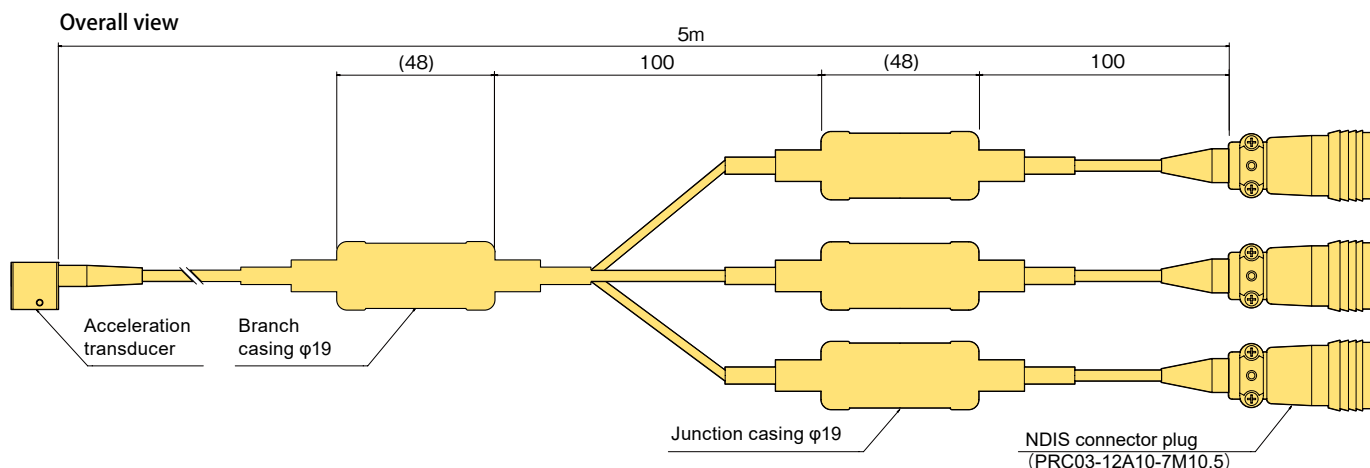 Overall view
5m
(48)
100
(48)
100
Acceleration
transducer
Branch
casing φ19
Junction casing φ19
NDIS connector plug
(PRC03-12A10-7M10.5)